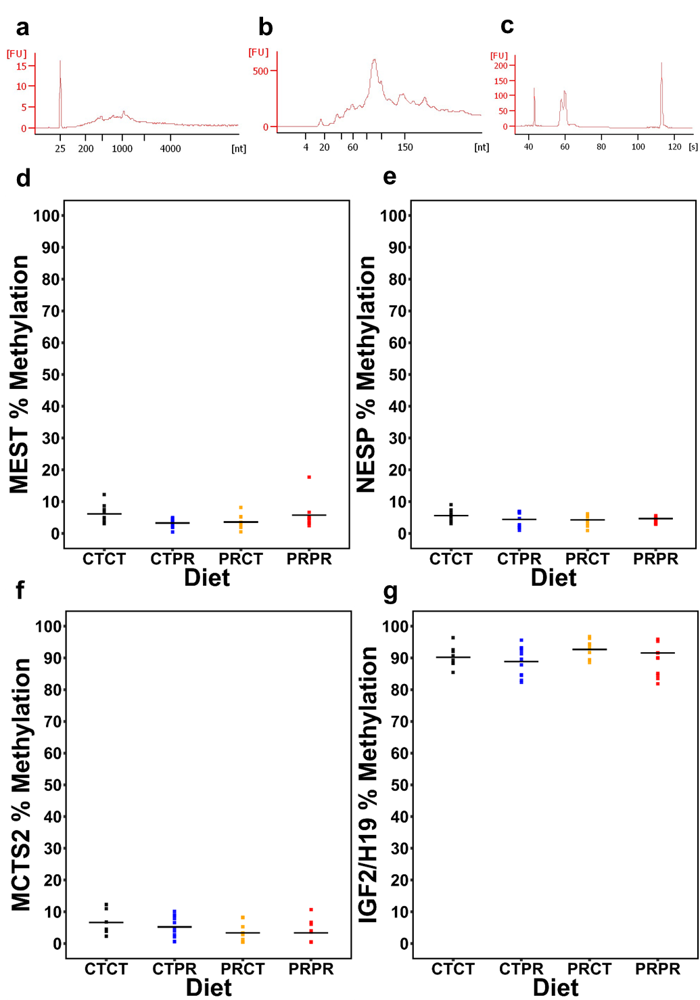 a
[FU]
15
10
5
0
25 200 1000 4000 [nt]
b
[FU]
500
0
4 20 60 150 [nt]
c
[FU]
200
150
100
50
0
40 60 80 100 120 [s]
d
MEST % Methylation
100
90
80
70
60
50
40
30
20
10
0
CTCT CTPR PRCT PRPR
Diet
e
NESP % Methylation
100
90
80
70
60
50
40
30
20
10
0
CTCT CTPR PRCT PRPR
Diet
f
MCTS2 % Methylation
100
90
80
70
60
50
40
30
20
10
0
CTCT CTPR PRCT PRPR
Diet
g
IGF2/H19 % Methylation
100
90
80
70
60
50
40
30
20
10
0
CTCT CTPR PRCT PRPR
Diet